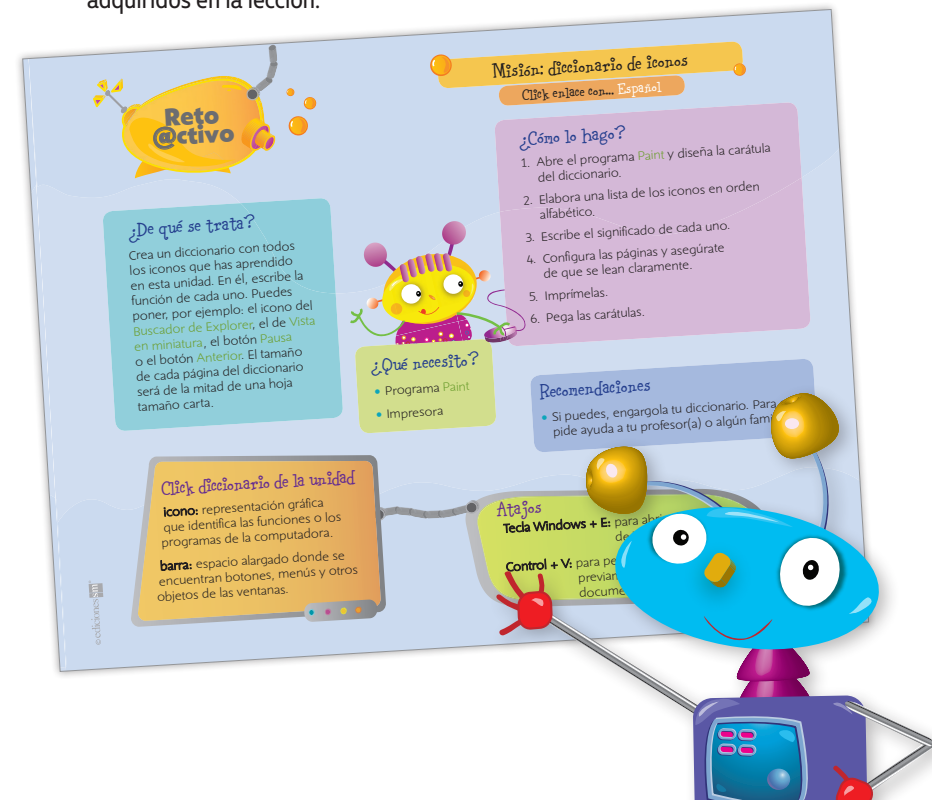 adquiridos en la lección.
Reto
@ctivo
Misión: diccionario de iconos
Click enlace con... Español
¿De qué se trata?
Crea un diccionario con todos
los iconos que has aprendido
en esta unidad. En él, escribe la
función de cada uno. Puedes
poner, por ejemplo: el icono del
Buscador de Explorer, el de Vista
en miniatura, el botón Pausa
o el botón Anterior. El tamaño
de cada página del diccionario
será de la mitad de una hoja
tamaño carta.
¿Qué necesito?
• Programa Paint
• Impresora
¿Cómo lo hago?
1. Abre el programa Paint y diseña la carátula
del diccionario.
2. Elabora una lista de los iconos en orden
alfabético.
3. Escribe el significado de cada uno.
4. Configura las páginas y asegúrate
de que se lean claramente.
5. Imprímelas.
6. Pega las carátulas.
Recomendaciones
• Si puedes, engargola tu diccionario. Para
pide ayuda a tu profesor(a) o algún fami
Click diccionario de la unidad
icono: representación gráfica
que identifica las funciones o los
programas de la computadora.
barra: espacio alargado donde se
encuentran botones, menús y otros
objetos de las ventanas.
Atajos
Tecla Windows + E: para abri
de
Control + V: para pe
previam
docume
©edicionessm